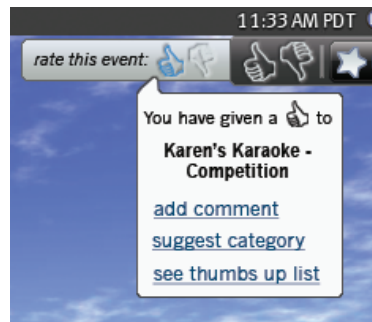 11:33 AM PDT
rate this event:
You have given a to
Karen's Karaoke -
Competition
add comment
suggest category
see thumbs up list